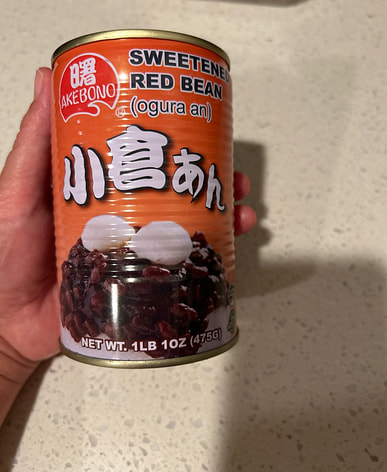 曙
AKEBONO
SWEETENED
RED BEAN
(ogura an)
小倉あん
NET WT. 1LB 1OZ (475G)